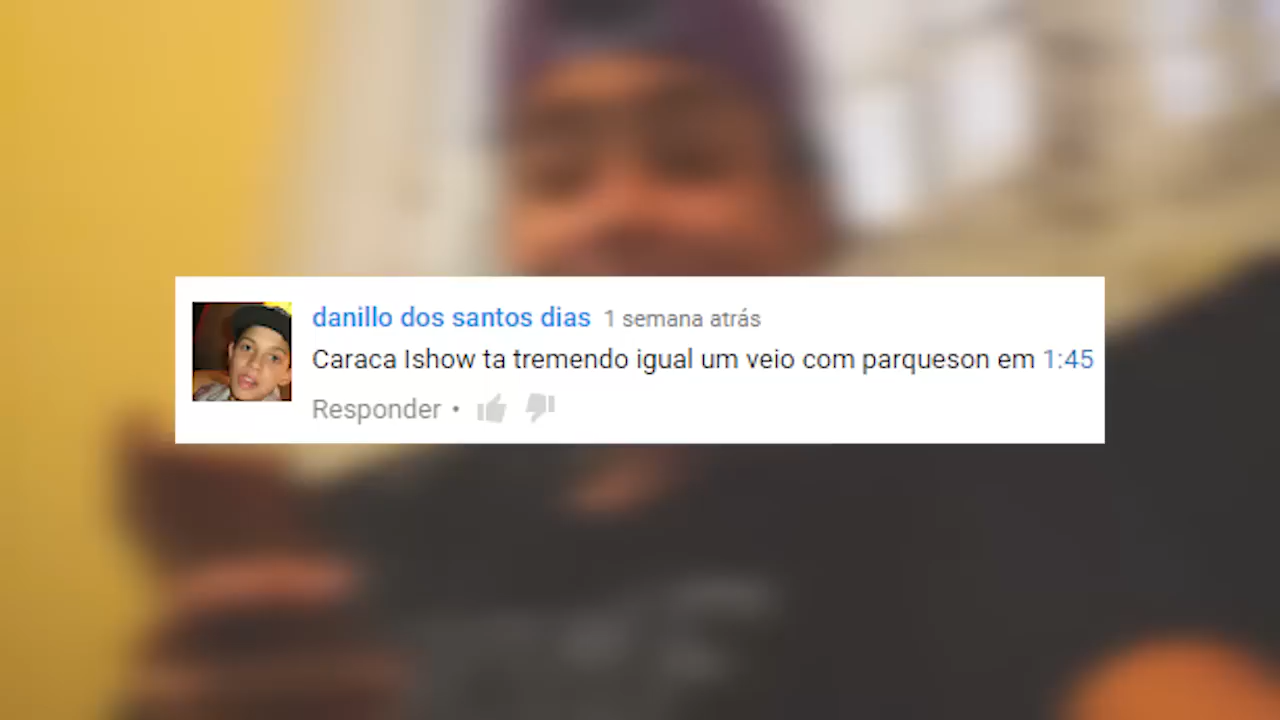 danillo dos santos dias 1 semana atrás
Caraca Ishow ta tremendo igual um veio com parqueson em 1:45
Responder •